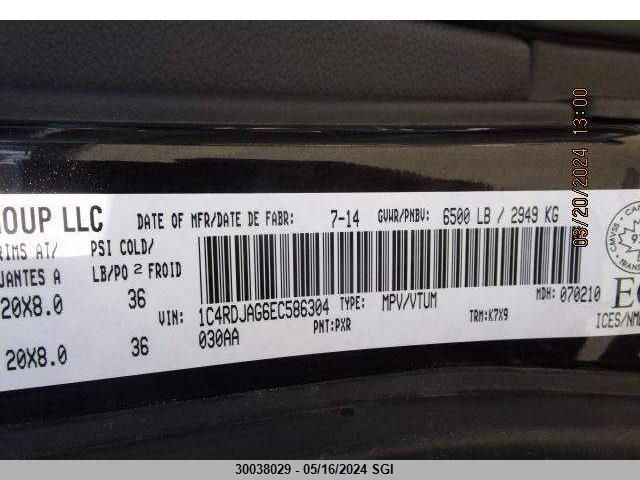 03/20/2024 13:00
ROUP LLC DATE OF MFR/DATE DE FABR: 7-14 GVWR/PNBV: 6500 LB / 2949 KG
RIMS AT/ PSI COLD/
JANTES A LB/PO 2 FROID
20X8.0 36
VIN: 1C4RDJAG6EC586304 TYPE: MPV/VTUM MDH: 070210
030AA PNT: PXR TRM: K7X9
ICES/NM
20X8.0 36
30038029 - 05/16/2024 SGI